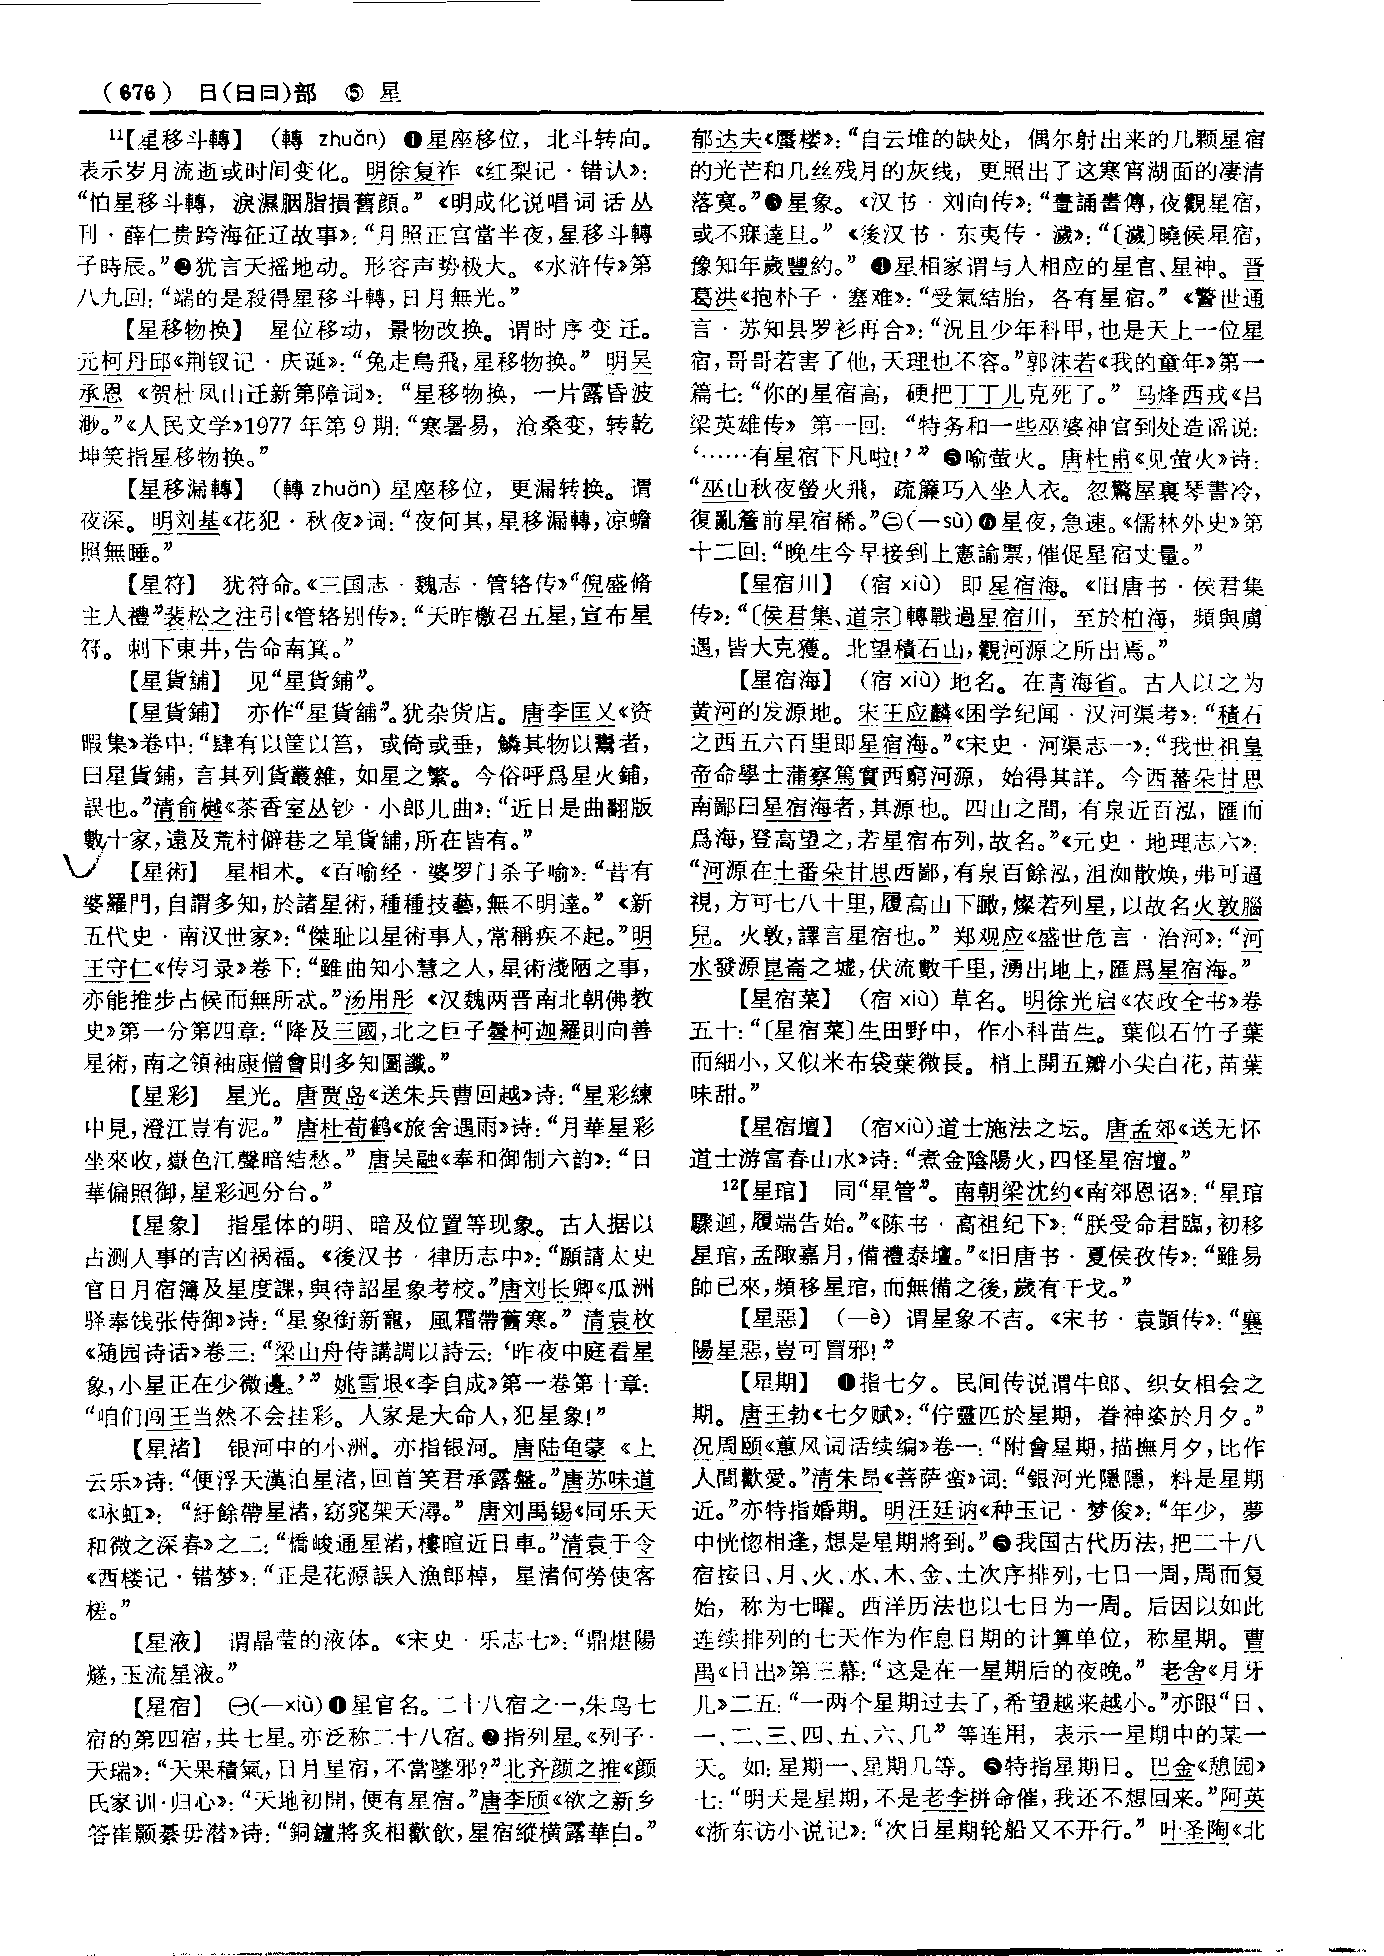 (676) 日(日曰)部 ⑤ 星
¹¹【星移斗轉】 (轉 zhuǎn) ❶星座移位，北斗转向。
表示岁月流逝或时间变化。明徐复祚《红梨记·错认》：
“怕星移斗轉，淚濕胭脂損舊顔。”《明成化说唱词话丛
刊·薛仁贵跨海征辽故事》：“月照正宫當半夜，星移斗轉
子時辰。”❷犹言天摇地动。形容声势极大。《水浒传》第
八九回：“端的是殺得星移斗轉，日月無光。”
【星移物换】 星位移动，景物改换。谓时序变迁。
元柯丹邱《荆钗记·庆诞》：“兔走烏飛，星移物换。” 明吴
承恩《贺杜凤山迁新第障词》：“星移物换，一片露昏波
渺。”《人民文学》1977年第9期：“寒暑易，沧桑变，转乾
坤笑指星移物换。”
【星移漏轉】 (轉 zhuǎn) 星座移位，更漏转换。谓
夜深。明刘基《花犯·秋夜》词：“夜何其，星移漏轉，凉蟾
照無睡。”
【星符】 犹符命。《三国志·魏志·管辂传》“倪盛脩
主人禮”裴松之注引《管辂别传》：“天昨檄召五星，宣布星
符。刺下東井，告命南箕。”
【星貨舖】 见“星貨鋪”。
【星貨鋪】 亦作“星貨舖”。犹杂货店。唐李匡乂《资
暇集》卷中：“肆有以筐以筥，或倚或垂，鱗其物以鬻者，
曰星貨鋪，言其列貨叢雜，如星之繁。今俗呼爲星火鋪，
誤也。”清俞樾《茶香室丛钞·小郎儿曲》：“近日是曲翻版
數十家，遠及荒村僻巷之星貨舖，所在皆有。”
【星術】 星相术。《百喻经·婆罗门杀子喻》：“昔有
婆羅門，自謂多知，於諸星術，種種技藝，無不明達。”《新
五代史·南汉世家》：“傑耻以星術事人，常稱疾不起。”明
王守仁《传习录》卷下：“雖曲知小慧之人，星術淺陋之事，
亦能推步占候而無所忒。”汤用彤《汉魏两晋南北朝佛教
史》第一分第四章：“降及三國，北之巨子曇柯迦羅則向善
星術，南之領袖康僧會則多知圖讖。”
【星彩】 星光。唐贾岛《送朱兵曹回越》诗：“星彩練
中見，澄江豈有泥。” 唐杜荀鹤《旅舍遇雨》诗：“月華星彩
坐來收，嶽色江聲暗结愁。” 唐吴融《奉和御制六韵》：“日
華偏照御，星彩迥分台。”
【星象】 指星体的明、暗及位置等现象。古人据以
占测人事的吉凶祸福。《後汉书·律历志中》：“願請太史
官日月宿簿及星度課，與待詔星象考校。”唐刘长卿《瓜洲
驿奉饯张侍御》诗：“星象銜新寵，風霜帶舊寒。” 清袁枚
《随园诗话》卷三：“梁山舟侍講調以詩云：‘昨夜中庭看星
象，小星正在少微邊。’” 姚雪垠《李自成》第一卷第十章：
“咱们闯王当然不会挂彩。人家是大命人，犯星象！”
【星渚】 银河中的小洲。亦指银河。唐陆龟蒙《上
云乐》诗：“便浮天漢泊星渚，回首笑君承露盤。”唐苏味道
《咏虹》：“紆餘帶星渚，窈窕架天潯。” 唐刘禹锡《同乐天
和微之深春》之二：“橋峻通星渚，樓暄近日車。”清袁于令
《西楼记·错梦》：“正是花源誤入漁郎棹，星渚何勞使客
槎。”
【星液】 谓晶莹的液体。《宋史·乐志七》：“鼎煁陽
燧，玉流星液。”
【星宿】 ㊀(—xiù)❶星官名。二十八宿之一，朱鸟七
宿的第四宿，共七星。亦泛称二十八宿。❷指列星。《列子·
天瑞》：“天果積氣，日月星宿，不當墜邪？”北齐颜之推《颜
氏家训·归心》：“天地初開，便有星宿。”唐李颀《欲之新乡
答崔颢綦毋潜》诗：“銅鑪將炙相歡飲，星宿縱横露華白。”
郁达夫《蜃楼》：“自云堆的缺处，偶尔射出来的几颗星宿
的光芒和几丝残月的灰线，更照出了这寒宵湖面的凄清
落寞。”❸星象。《汉书·刘向传》：“晝誦書傳，夜觀星宿，
或不寐達旦。”《後汉书·东夷传·濊》：“〔濊〕曉候星宿，
豫知年歲豐約。” ❹星相家谓与人相应的星官、星神。晋
葛洪《抱朴子·塞难》：“受氣結胎，各有星宿。”《警世通
言·苏知县罗衫再合》：“况且少年科甲，也是天上一位星
宿，哥哥若害了他，天理也不容。”郭沫若《我的童年》第一
篇七：“你的星宿高，硬把丁丁儿克死了。” 马烽西戎《吕
梁英雄传》第一回：“特务和一些巫婆神官到处造谣说：
‘……有星宿下凡啦！’” ❺喻萤火。唐杜甫《见萤火》诗：
“巫山秋夜螢火飛，疏簾巧入坐人衣。忽驚屋裏琴書冷，
復亂簷前星宿稀。”㊁(—sù)❻星夜，急速。《儒林外史》第
十二回：“晚生今早接到上憲諭票，催促星宿丈量。”
【星宿川】 (宿 xiù) 即星宿海。《旧唐书·侯君集
传》：“〔侯君集、道宗〕轉戰過星宿川，至於柏海，頻與虜
遇，皆大克獲。北望積石山，觀河源之所出焉。”
【星宿海】 (宿 xiù) 地名。在青海省。古人以之为
黄河的发源地。宋王应麟《困学纪闻·汉河渠考》：“積石
之西五六百里即星宿海。”《宋史·河渠志一》：“我世祖皇
帝命學士蒲察篤實西窮河源，始得其詳。今西蕃朵甘思
南鄙曰星宿海者，其源也。四山之間，有泉近百泓，匯而
爲海，登高望之，若星宿布列，故名。”《元史·地理志六》：
“河源在土番朵甘思西鄙，有泉百餘泓，沮洳散焕，弗可逼
視，方可七八十里，履高山下瞰，燦若列星，以故名火敦腦
兒。火敦，譯言星宿也。” 郑观应《盛世危言·治河》：“河
水發源崑崙之墟，伏流數千里，湧出地上，匯爲星宿海。”
【星宿菜】 (宿 xiù) 草名。明徐光启《农政全书》卷
五十：“〔星宿菜〕生田野中，作小科苗生。葉似石竹子葉
而細小，又似米布袋葉微長。梢上開五瓣小尖白花，苗葉
味甜。”
【星宿壇】 (宿xiù)道士施法之坛。唐孟郊《送无怀
道士游富春山水》诗：“煮金陰陽火，囚怪星宿壇。”
¹²【星琯】 同“星管”。南朝梁沈约《南郊恩诏》：“星琯
驟迴，履端告始。”《陈书·高祖纪下》：“朕受命君臨，初移
星琯，孟陬嘉月，備禮泰壇。”《旧唐书·夏侯孜传》：“雖易
帥已來，頻移星琯，而無備之後，歲有干戈。”
【星惡】 (—è) 谓星象不吉。《宋书·袁顗传》：“襄
陽星惡，豈可冒邪！”
【星期】 ❶指七夕。民间传说谓牛郎、织女相会之
期。唐王勃《七夕赋》：“佇靈匹於星期，眷神姿於月夕。”
况周颐《蕙风词话续编》卷一：“附會星期，描撫月夕，比作
人間歡愛。”清朱昂《菩萨蛮》词：“銀河光隱隱，料是星期
近。”亦特指婚期。明汪廷讷《种玉记·梦俊》：“年少，夢
中恍惚相逢，想是星期將到。”❷我国古代历法，把二十八
宿按日、月、火、水、木、金、土次序排列，七日一周，周而复
始，称为七曜。西洋历法也以七日为一周。后因以如此
连续排列的七天作为作息日期的计算单位，称星期。曹
禺《日出》第三幕：“这是在一星期后的夜晚。” 老舍《月牙
儿》二五：“一两个星期过去了，希望越来越小。”亦跟“日、
一、二、三、四、五、六、几” 等连用，表示一星期中的某一
天。如：星期一、星期几等。❸特指星期日。巴金《憩园》
七：“明天是星期，不是老李拼命催，我还不想回来。”阿英
《浙东访小说记》：“次日星期轮船又不开行。” 叶圣陶《北